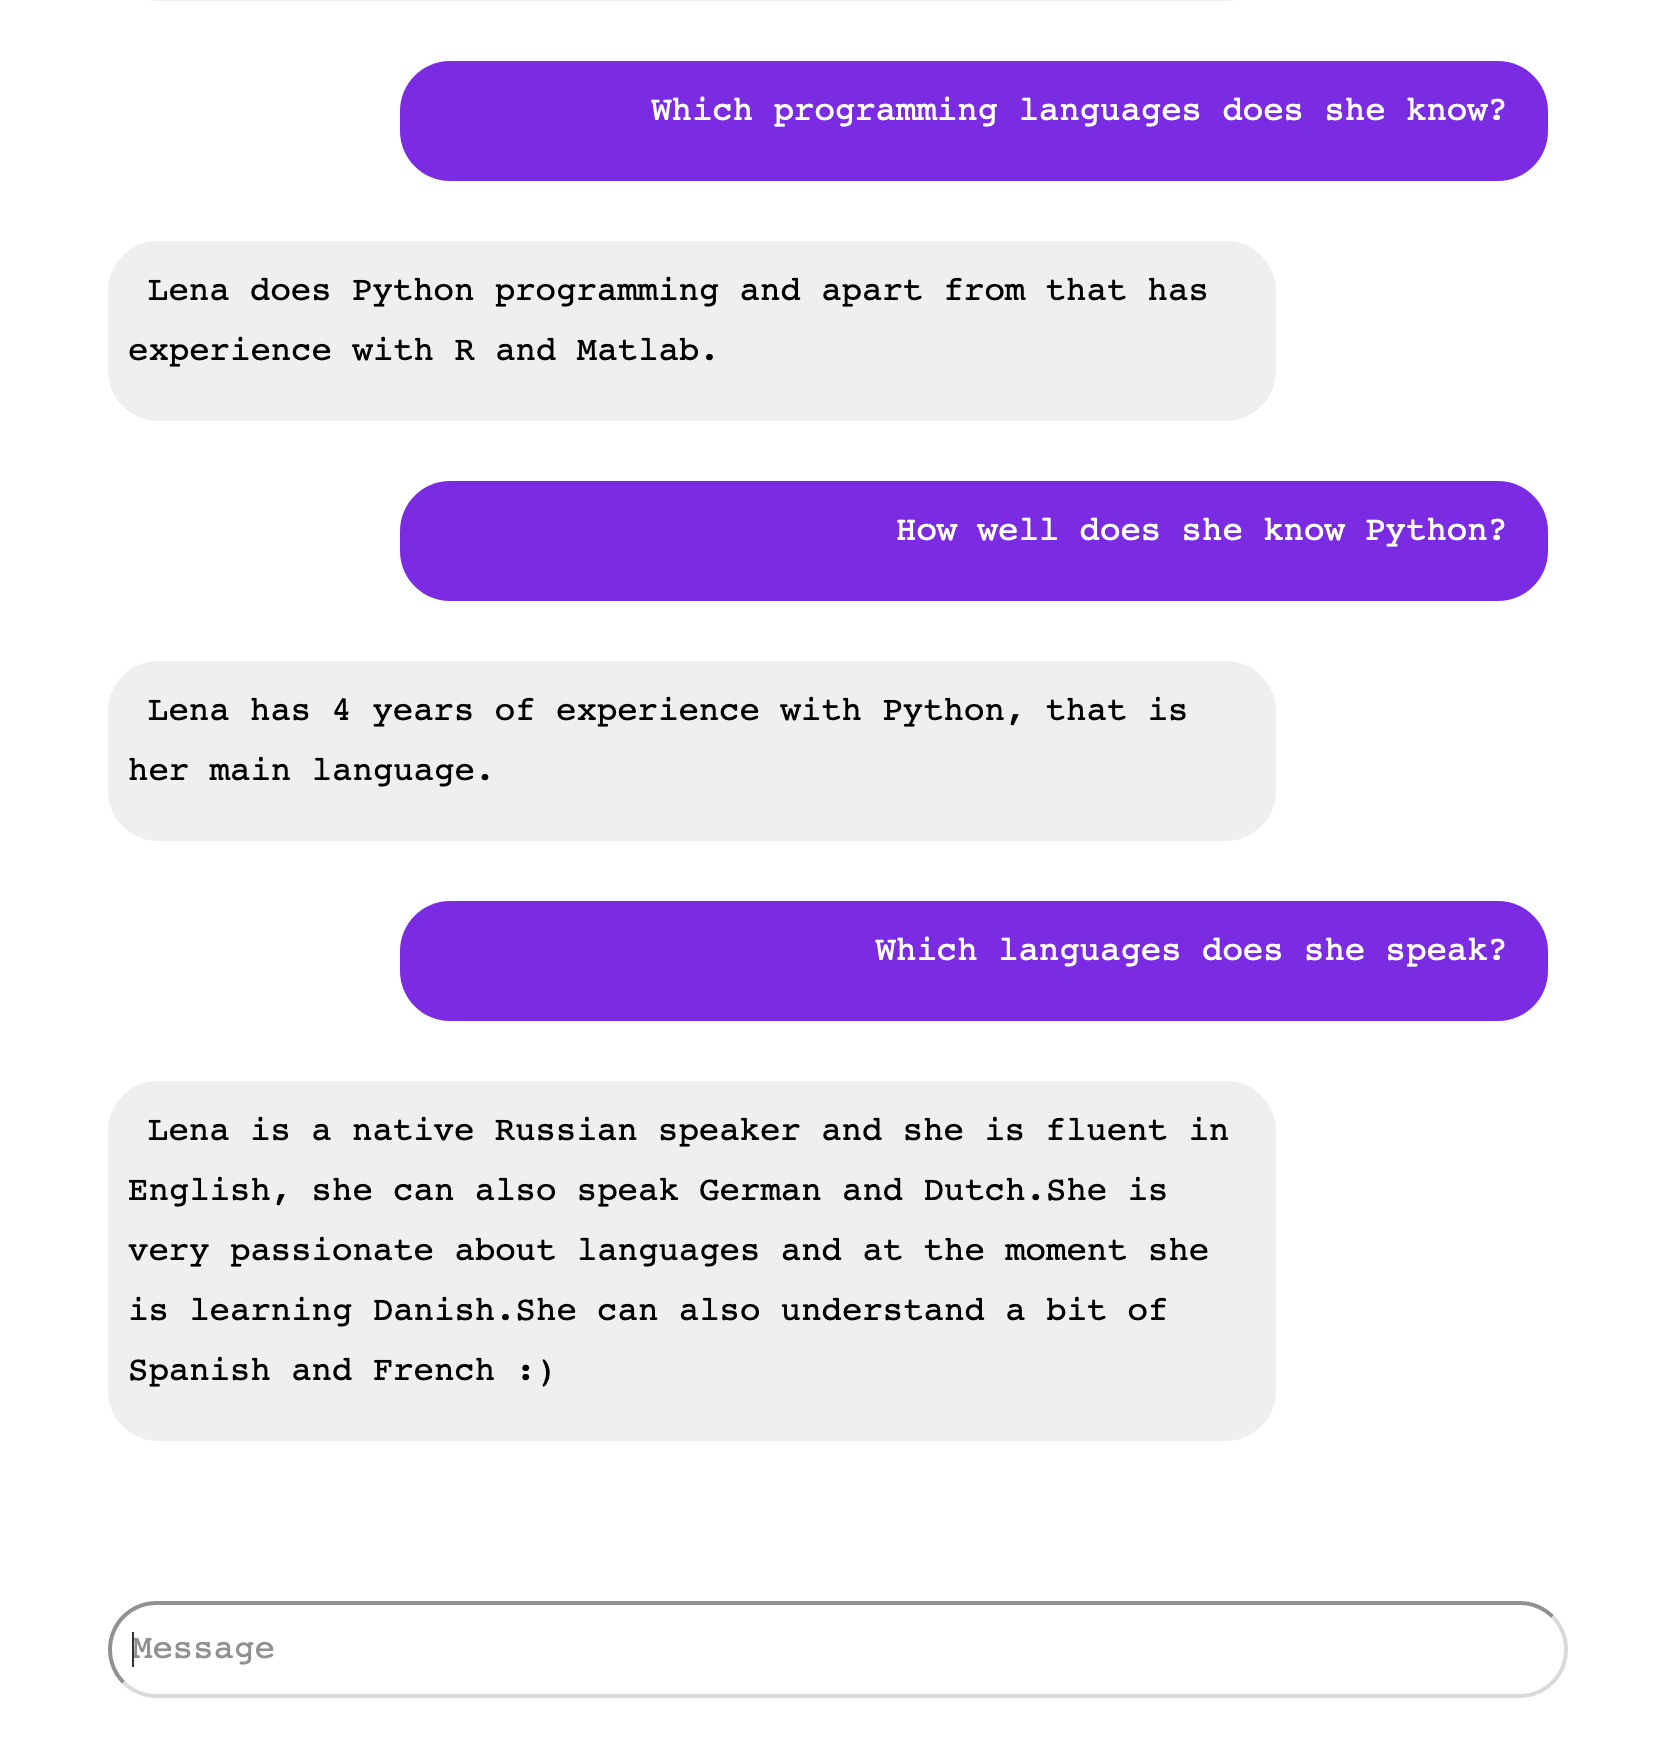 Which programming languages does she know?
Lena does Python programming and apart from that has
experience with R and Matlab.
How well does she know Python?
Lena has 4 years of experience with Python, that is
her main language.
Which languages does she speak?
Lena is a native Russian speaker and she is fluent in
English, she can also speak German and Dutch.She is
very passionate about languages and at the moment she
is learning Danish.She can also understand a bit of
Spanish and French :)
Message